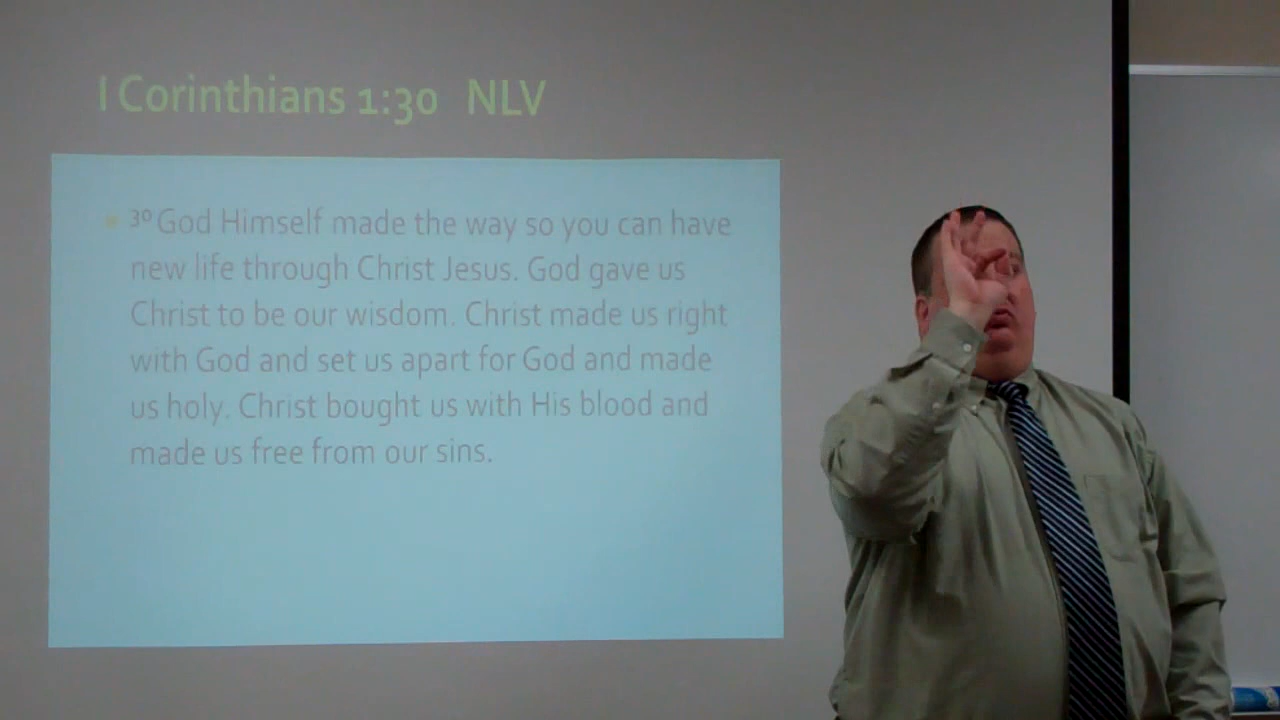 I Corinthians 1:30 NLV
30 God Himself made the way so you can have
new life through Christ Jesus. God gave us
Christ to be our wisdom. Christ made us right
with God and set us apart for God and made
us holy. Christ bought us with His blood and
made us free from our sins.